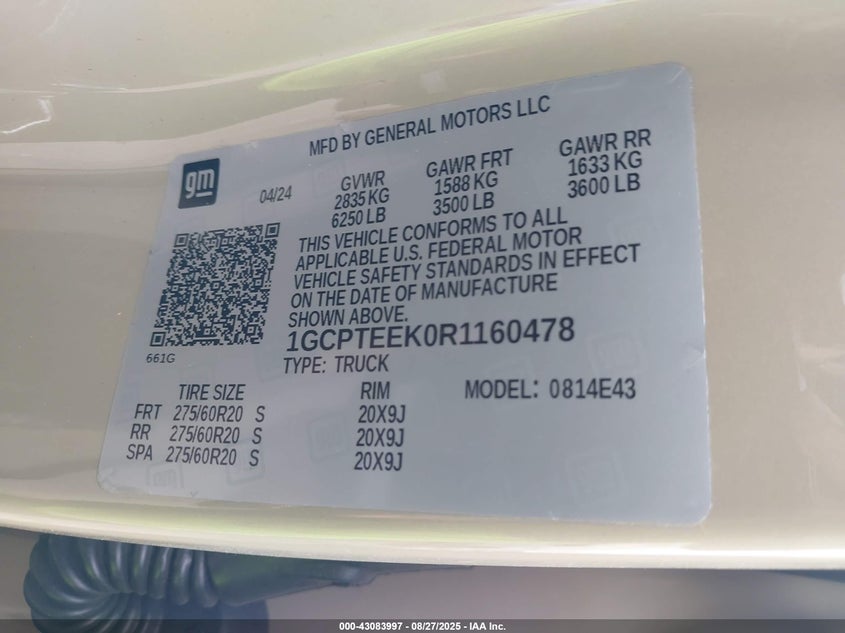 MFD BY GENERAL MOTORS LLC
gm
04/24
GVWR
2835 KG
6250 LB
GAWR FRT
1588 KG
3500 LB
GAWR RR
1633 KG
3600 LB
THIS VEHICLE CONFORMS TO ALL
APPLICABLE U.S. FEDERAL MOTOR
VEHICLE SAFETY STANDARDS IN EFFECT
ON THE DATE OF MANUFACTURE
SHOWN ABOVE.
661G
1GCPTEEK0R1160478
TYPE: TRUCK
TIRE SIZE RIM MODEL: 0814E43
FRT 275/60R20 S 20X9J
RR 275/60R20 S 20X9J
SPA 275/60R20 S 20X9J
000-43083997 - 08/27/2025 - IAA Inc.